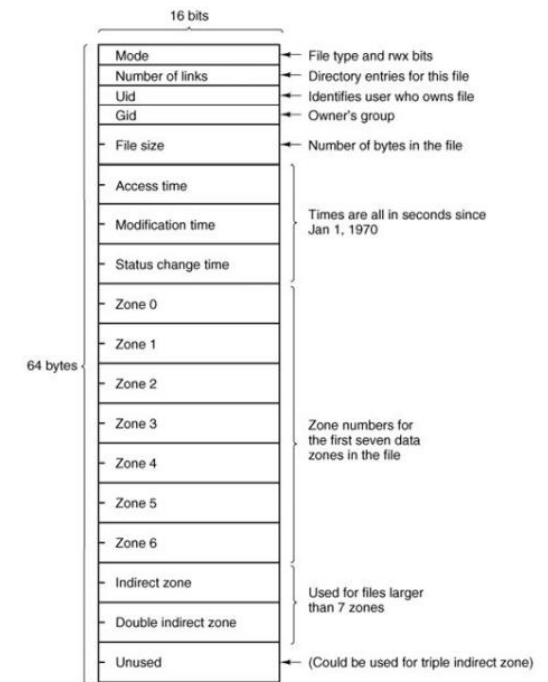 16 bits
Mode
File type and rwx bits
Number of links
Directory entries for this file
Uid
Identifies user who owns file
Gid
Owner's group
File size
Number of bytes in the file
Access time
Modification time
Status change time
Times are all in seconds since
Jan 1, 1970
64 bytes
Zone 0
Zone 1
Zone 2
Zone 3
Zone 4
Zone 5
Zone 6
Zone numbers for
the first seven data
zones in the file
Indirect zone
Double indirect zone
Used for files larger
than 7 zones
Unused
(Could be used for triple indirect zone)